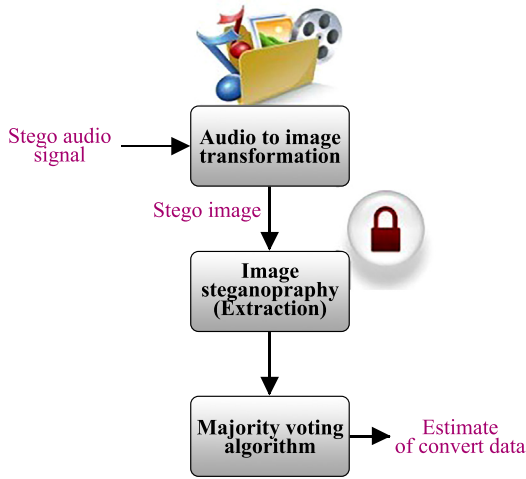 Stego audio
signal
Audio to image
transformation
Stego image
Image
steganopraphy
(Extraction)
Majority voting
algorithm
Estimate
of convert data